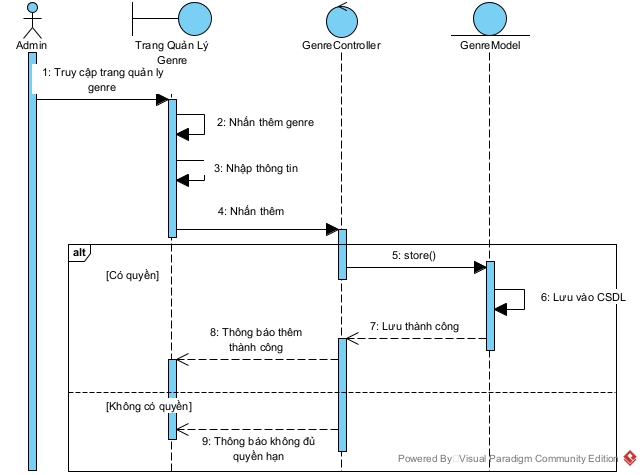 Admin
Trang Quản Lý
Genre
GenreController
GenreModel
1: Truy cập trang quản lý
genre
2: Nhấn thêm genre
3: Nhập thông tin
4: Nhấn thêm
alt
[Có quyền]
5: store()
6: Lưu vào CSDL
7: Lưu thành công
8: Thông báo thêm
thành công
[Không có quyền]
9: Thông báo không đủ
quyền hạn
Powered By Visual Paradigm Community Edition